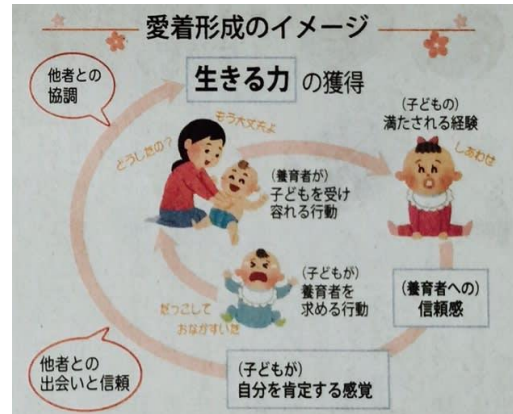 愛着形成のイメージ
他者との
協調
生きる力 の獲得
どうしたの?
もう大丈夫よ
(子どもの)
満たされる経験
しあわせ
(養育者が)
子どもを受け
容れる行動
(子どもが)
養育者を
求める行動
だっこして
おなかすいた
(養育者への)
信頼感
他者との
出会いと信頼
(子どもが)
自分を肯定する感覚